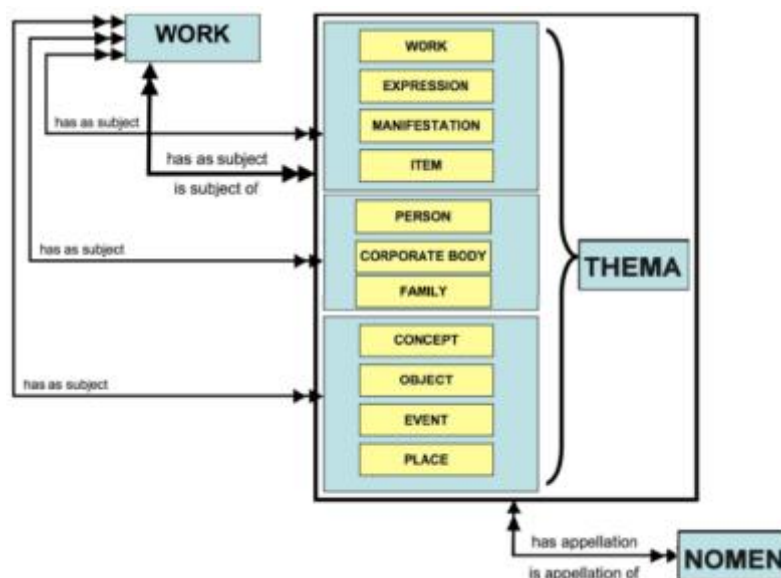 WORK
WORK
EXPRESSION
MANIFESTATION
has as subject
has as subject
ITEM
is subject of
PERSON
has as subject
CORPORATE BODY
FAMILY
THEMA
CONCEPT
has as subject
OBJECT
EVENT
PLACE
has appellation
is appellation of
NOMEN